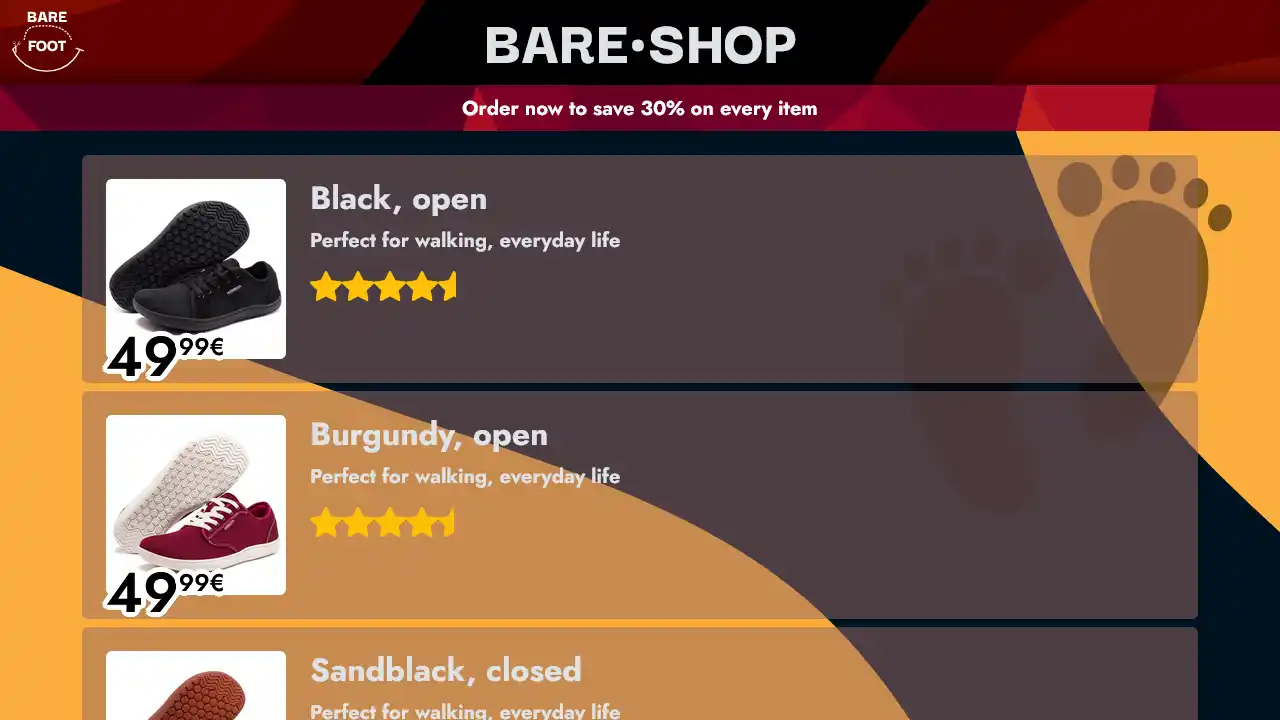 BARE
FOOT
BARE•SHOP
Order now to save 30% on every item
Black, open
Perfect for walking, everyday life
49 99€
Burgundy, open
Perfect for walking, everyday life
49 99€
Sandblack, closed
Perfect for walking, everyday life